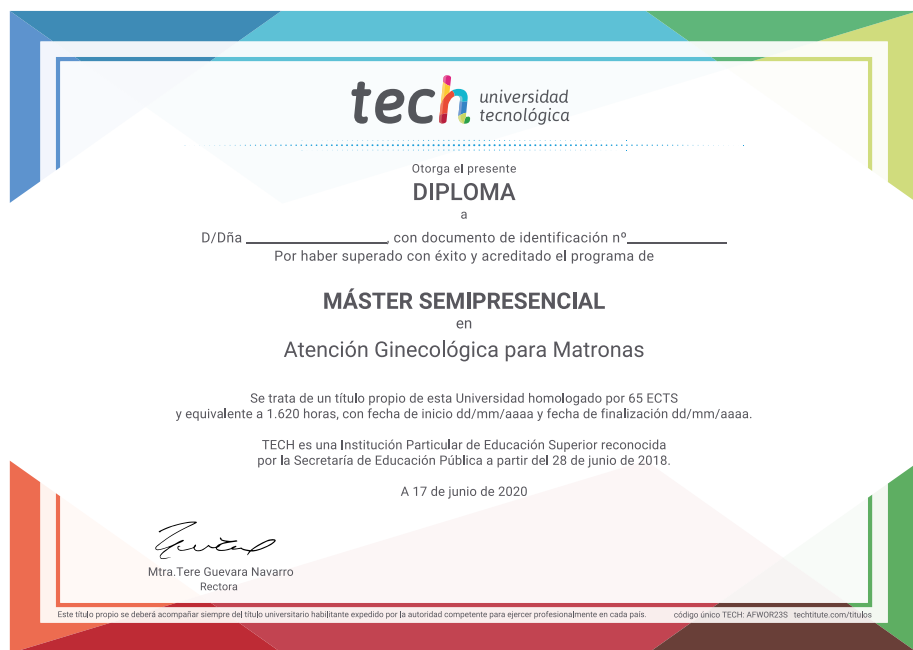 tech universidad
tecnológica
Otorga el presente
DIPLOMA
a
D/Dña ____________________, con documento de identificación nº______________
Por haber superado con éxito y acreditado el programa de
MÁSTER SEMIPRESENCIAL
en
Atención Ginecológica para Matronas
Se trata de un título propio de esta Universidad homologado por 65 ECTS
y equivalente a 1.620 horas, con fecha de inicio dd/mm/aaaa y fecha de finalización dd/mm/aaaa.
TECH es una Institución Particular de Educación Superior reconocida
por la Secretaría de Educación Pública a partir del 28 de junio de 2018.
A 17 de junio de 2020
Mtra.Tere Guevara Navarro
Rectora
Este título propio se deberá acompañar siempre del título universitario habilitante expedido por la autoridad competente para ejercer profesionalmente en cada país. código único TECH: AFWOR23S techtitute.com/titulos